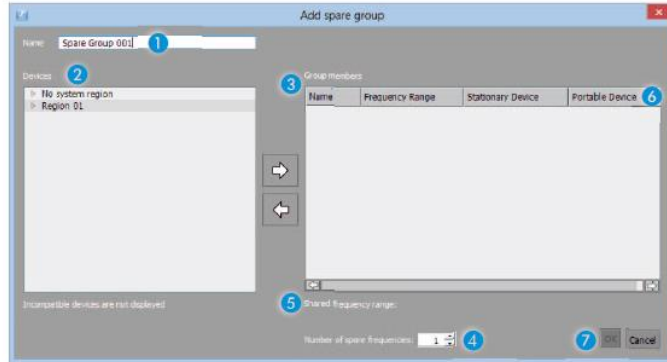 Add spare group
Name Spare Group 001 1
Devices 2
No system region
Region 01
Incompatible devices are not displayed
3 Group members
Name Frequency Range Stationary Device Portable Device 6
5 Shared frequency range:
Number of spare frequencies: 1 4
7 OK Cancel